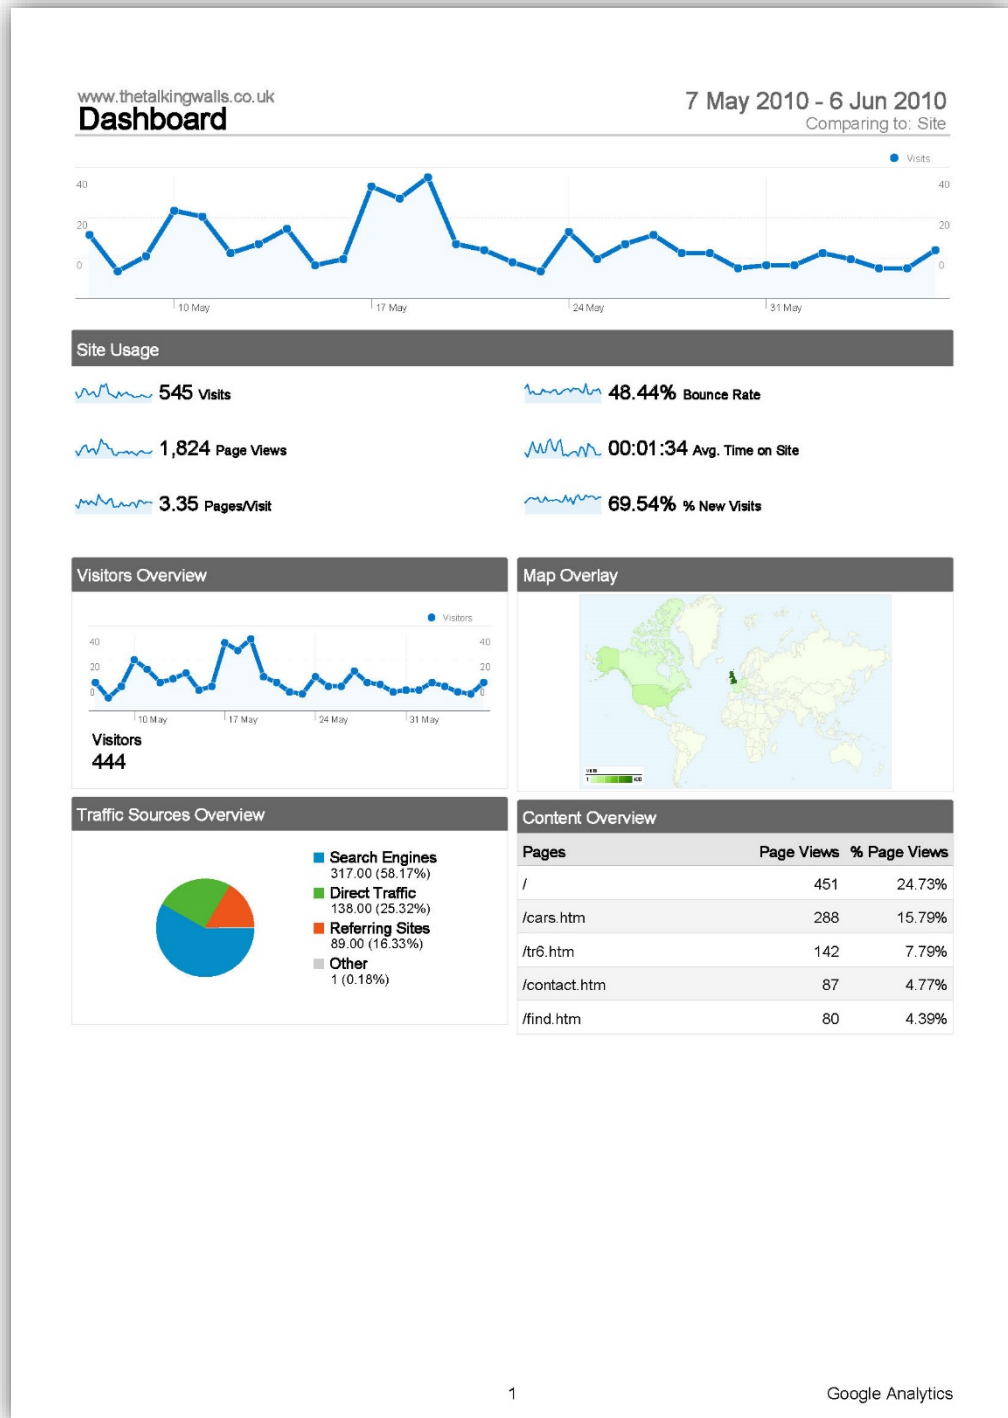 www.thetalkingwalls.co.uk
Dashboard
7 May 2010 - 6 Jun 2010
Comparing to: Site
Visits
40
40
20
20
0
0
10 May
17 May
24 May
31 May
Site Usage
545 Visits
48.44% Bounce Rate
1,824 Page Views
00:01:34 Avg. Time on Site
3.35 Pages/Visit
69.54% % New Visits
Visitors Overview
Visitors
40
40
20
20
0
0
10 May
17 May
24 May
31 May
Visitors
444
Map Overlay
Visits
1
Traffic Sources Overview
Search Engines
317.00 (58.17%)
Direct Traffic
138.00 (25.32%)
Referring Sites
89.00 (16.33%)
Other
1 (0.18%)
Content Overview
Pages Page Views % Page Views
/ 451 24.73%
/cars.htm 288 15.79%
/tr6.htm 142 7.79%
/contact.htm 87 4.77%
/find.htm 80 4.39%
1
Google Analytics